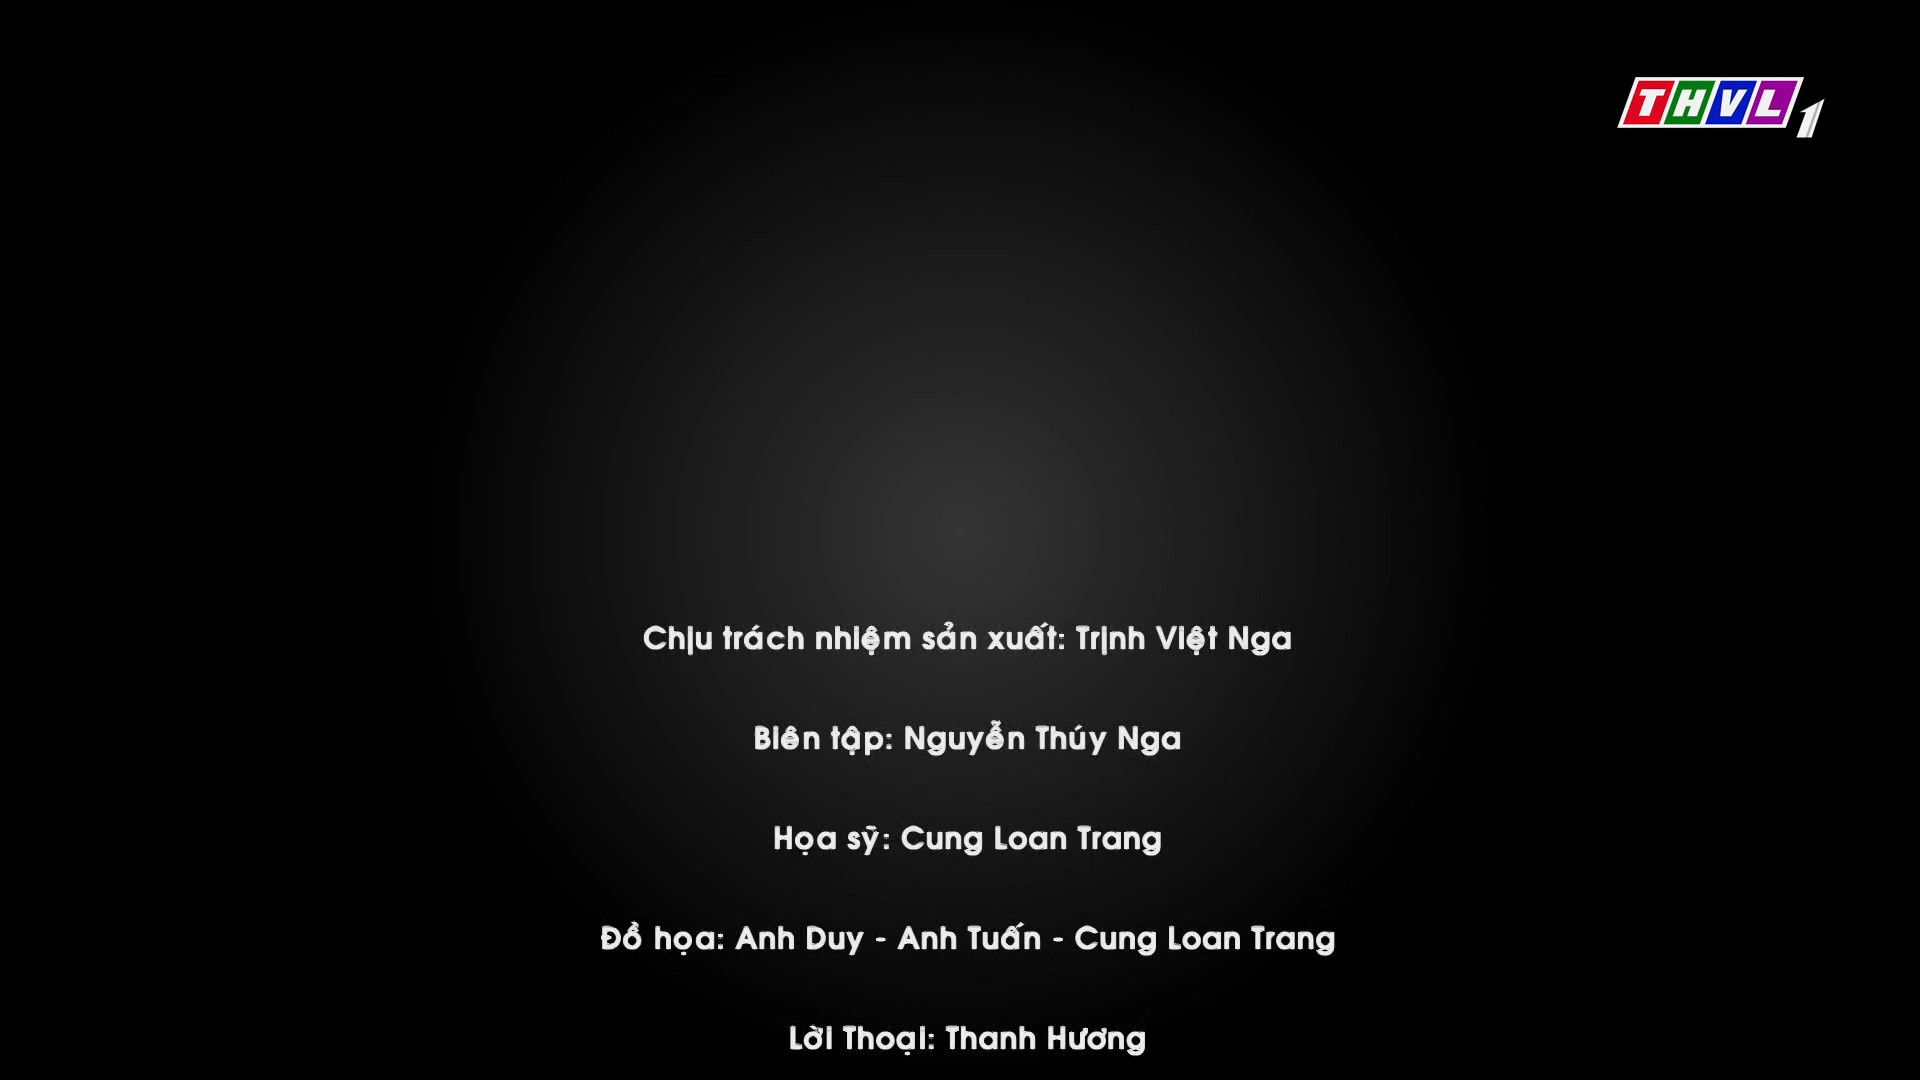 THVL1
Chịu trách nhiệm sản xuất: Trịnh Việt Nga
Biên tập: Nguyễn Thúy Nga
Họa sỹ: Cung Loan Trang
Đồ họa: Anh Duy - Anh Tuấn - Cung Loan Trang
Lời Thoại: Thanh Hương